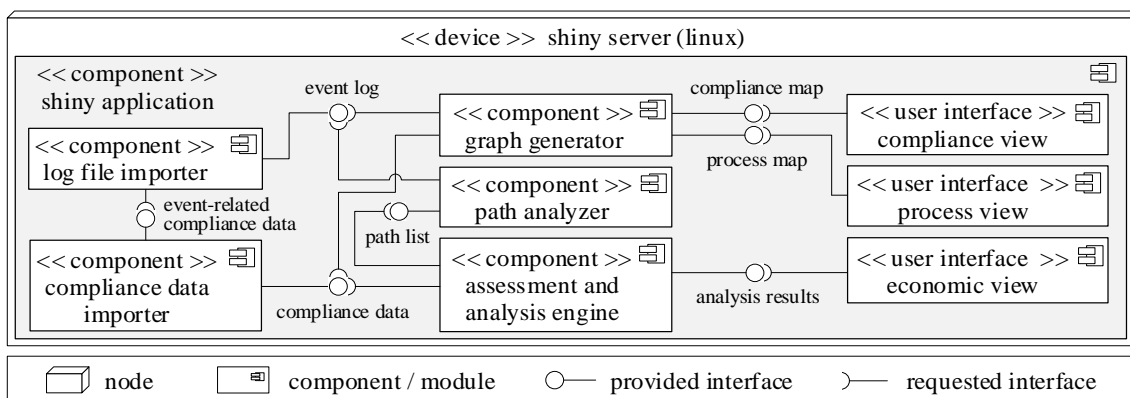 << device >> shiny server (linux)
<< component >>
shiny application
event log
compliance map
<< component >>
log file importer
<< component >>
graph generator
<< user interface >>
compliance view
process map
<< component >>
path analyzer
<< user interface >>
process view
event-related
compliance data
path list
<< component >>
compliance data
importer
compliance data
<< component >>
assessment and
analysis engine
analysis results
<< user interface >>
economic view
node
component / module
provided interface
requested interface